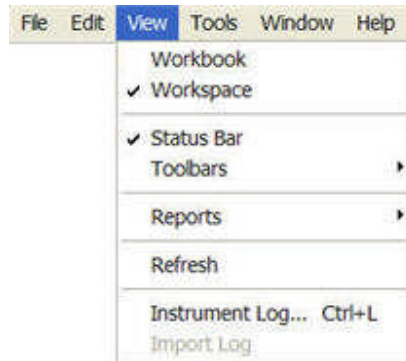 File Edit View Tools Window Help
Workbook
Workspace
Status Bar
Toolbars
Reports
Refresh
Instrument Log... Ctrl+L
Import Log